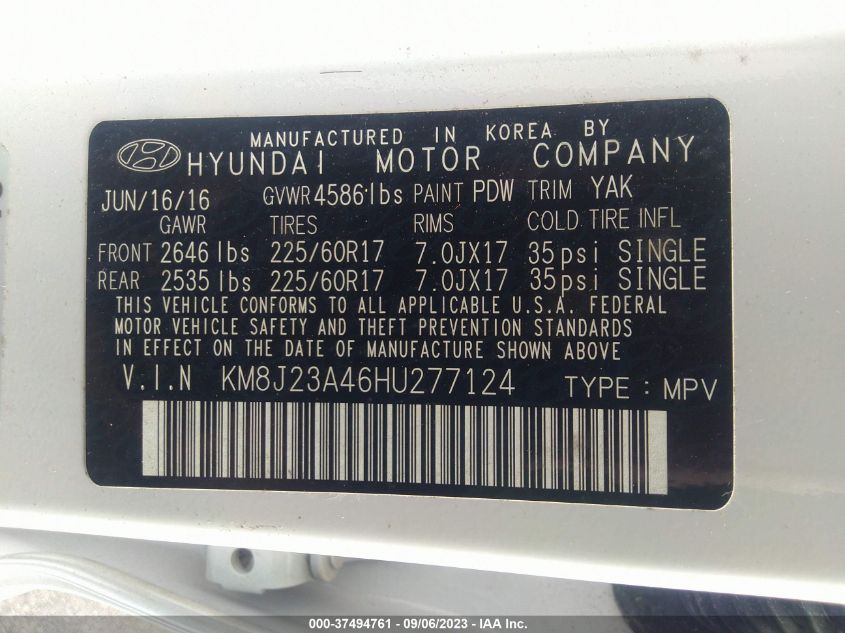 MANUFACTURED IN KOREA BY
HYUNDAI MOTOR COMPANY
JUN/16/16 GVWR 4586 lbs PAINT PDW TRIM YAK
GAWR TIRES RIMS COLD TIRE INFL
FRONT 2646 lbs 225/60R17 7.0JX17 35psi SINGLE
REAR 2535 lbs 225/60R17 7.0JX17 35psi SINGLE
THIS VEHICLE CONFORMS TO ALL APPLICABLE U.S.A. FEDERAL
MOTOR VEHICLE SAFETY AND THEFT PREVENTION STANDARDS
IN EFFECT ON THE DATE OF MANUFACTURE SHOWN ABOVE
V.I.N KM8J23A46HU277124 TYPE : MPV
000-37494761 - 09/06/2023 - IAA Inc.